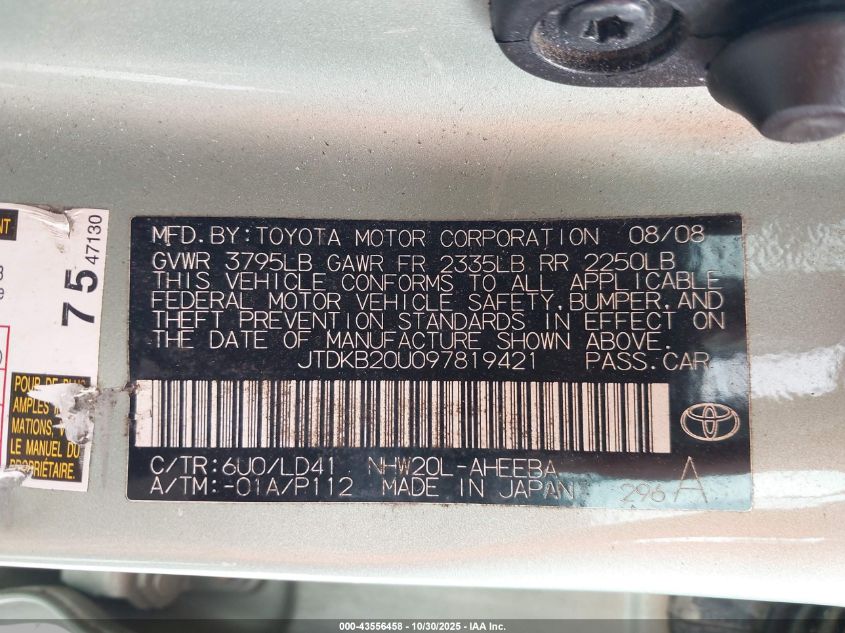 ENT
75
47130
POUR DE PLUS
AMPLES
MATIONS, V
LE MANUEL DU
PROPRIÉTAIRE.
MFD. BY: TOYOTA MOTOR CORPORATION 08/08
GVWR 3795LB GAWR FR 2335LB RR 2250LB
THIS VEHICLE CONFORMS TO ALL APPLICABLE
FEDERAL MOTOR VEHICLE SAFETY, BUMPER, AND
THEFT PREVENTION STANDARDS IN EFFECT ON
THE DATE OF MANUFACTURE SHOWN ABOVE.
JTDKB20U097819421 PASS. CAR
C/TR: 6U0/LD41 NHW20L-AHEEBA
A/TM: -01A/P112 MADE IN JAPAN 296 A
000-43556458 - 10/30/2025 - IAA Inc.